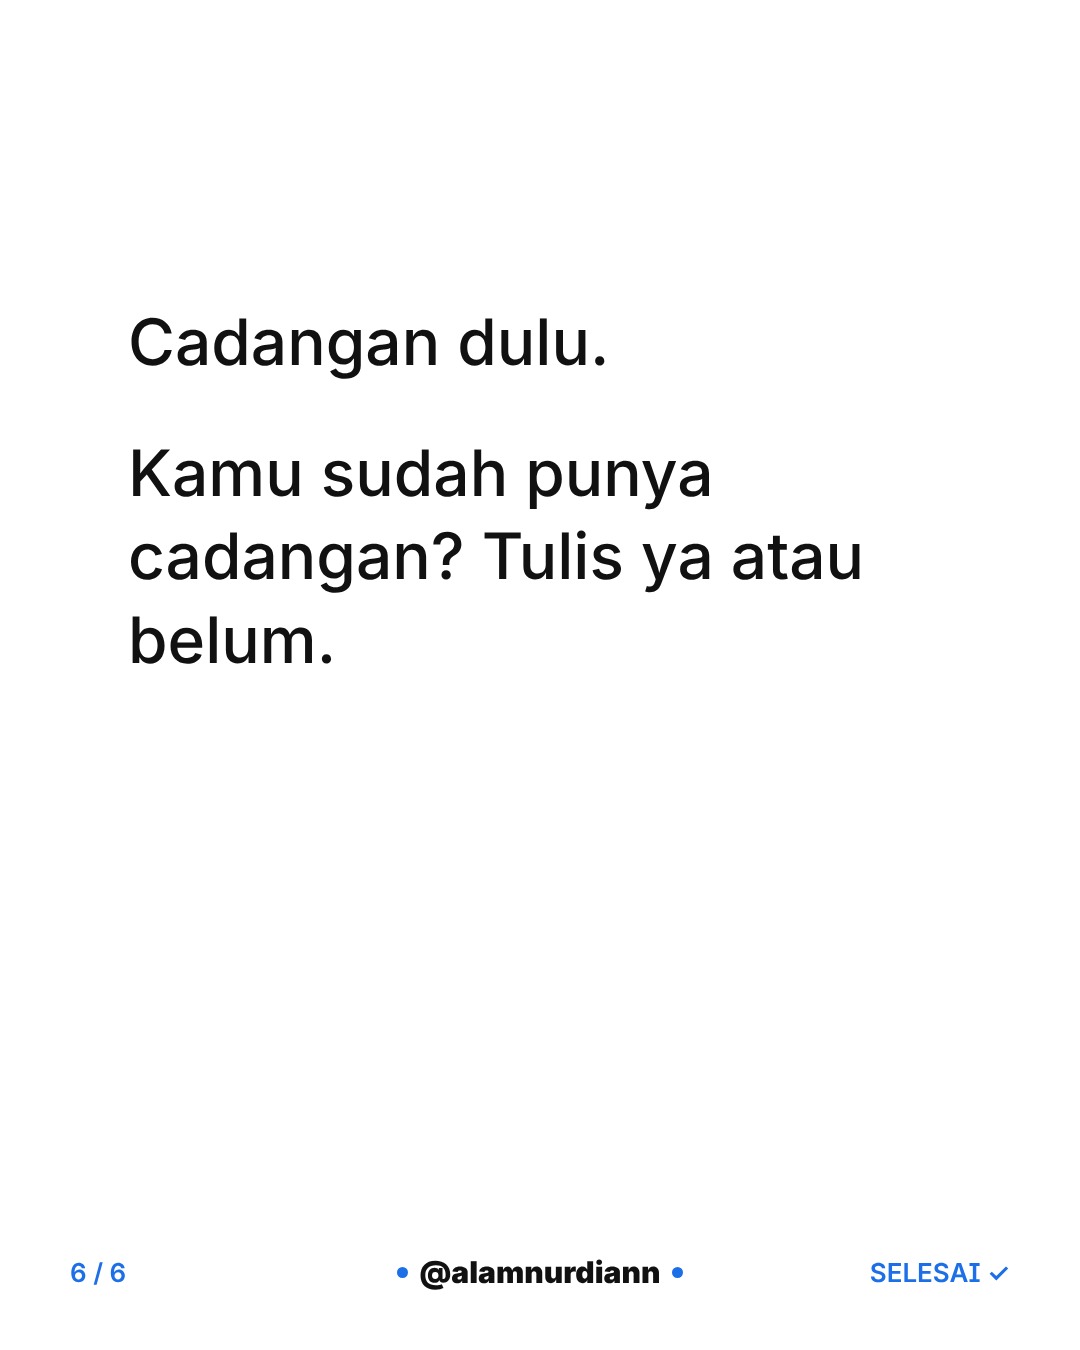 Cadangan dulu.
Kamu sudah punya
cadangan? Tulis ya atau
belum.
6 / 6
• @alamnurdiann •
SELESAI ✓